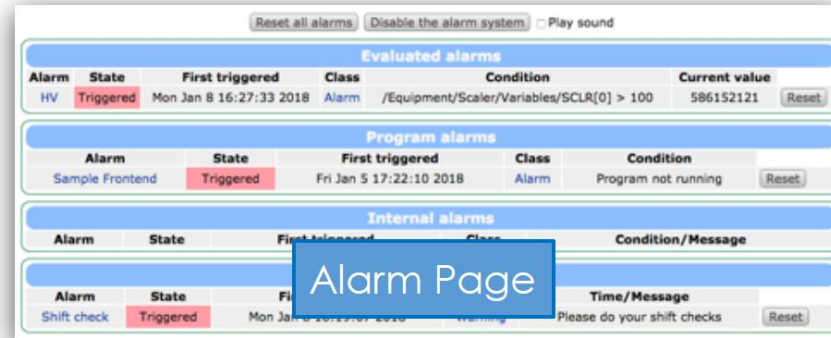 Reset all alarms Disable the alarm system Play sound
Evaluated alarms
Alarm State First triggered Class Condition Current value
HV Triggered Mon Jan 8 16:27:33 2018 Alarm /Equipment/Scaler/Variables/SCLR[0] > 100 586152121 Reset
Program alarms
Alarm State First triggered Class Condition
Sample Frontend Triggered Fri Jan 5 17:22:10 2018 Alarm Program not running Reset
Internal alarms
Alarm State Condition/Message
Alarm Page
Alarm State Time/Message
Shift check Triggered Mon Please do your shift checks Reset